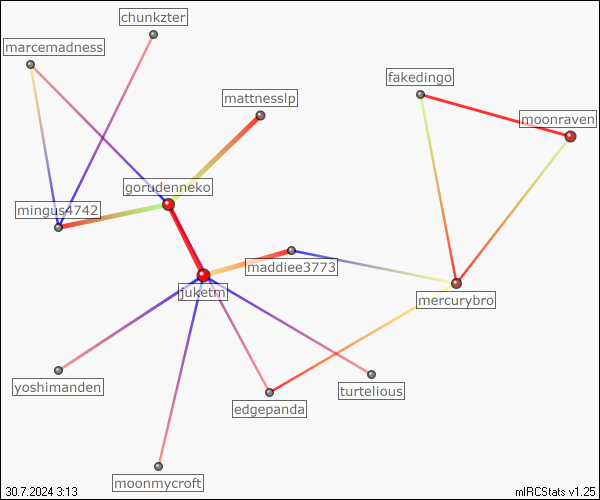 chunkzter
marcemadness
fakedingo
mattnesslp
moonraven
gorudenneko
mingus4742
maddiee3773
juketm
mercurybro
yoshimanden
turtelious
edgepanda
moonmycroft
30.7.2024 3:13
mIRCStats v1.25